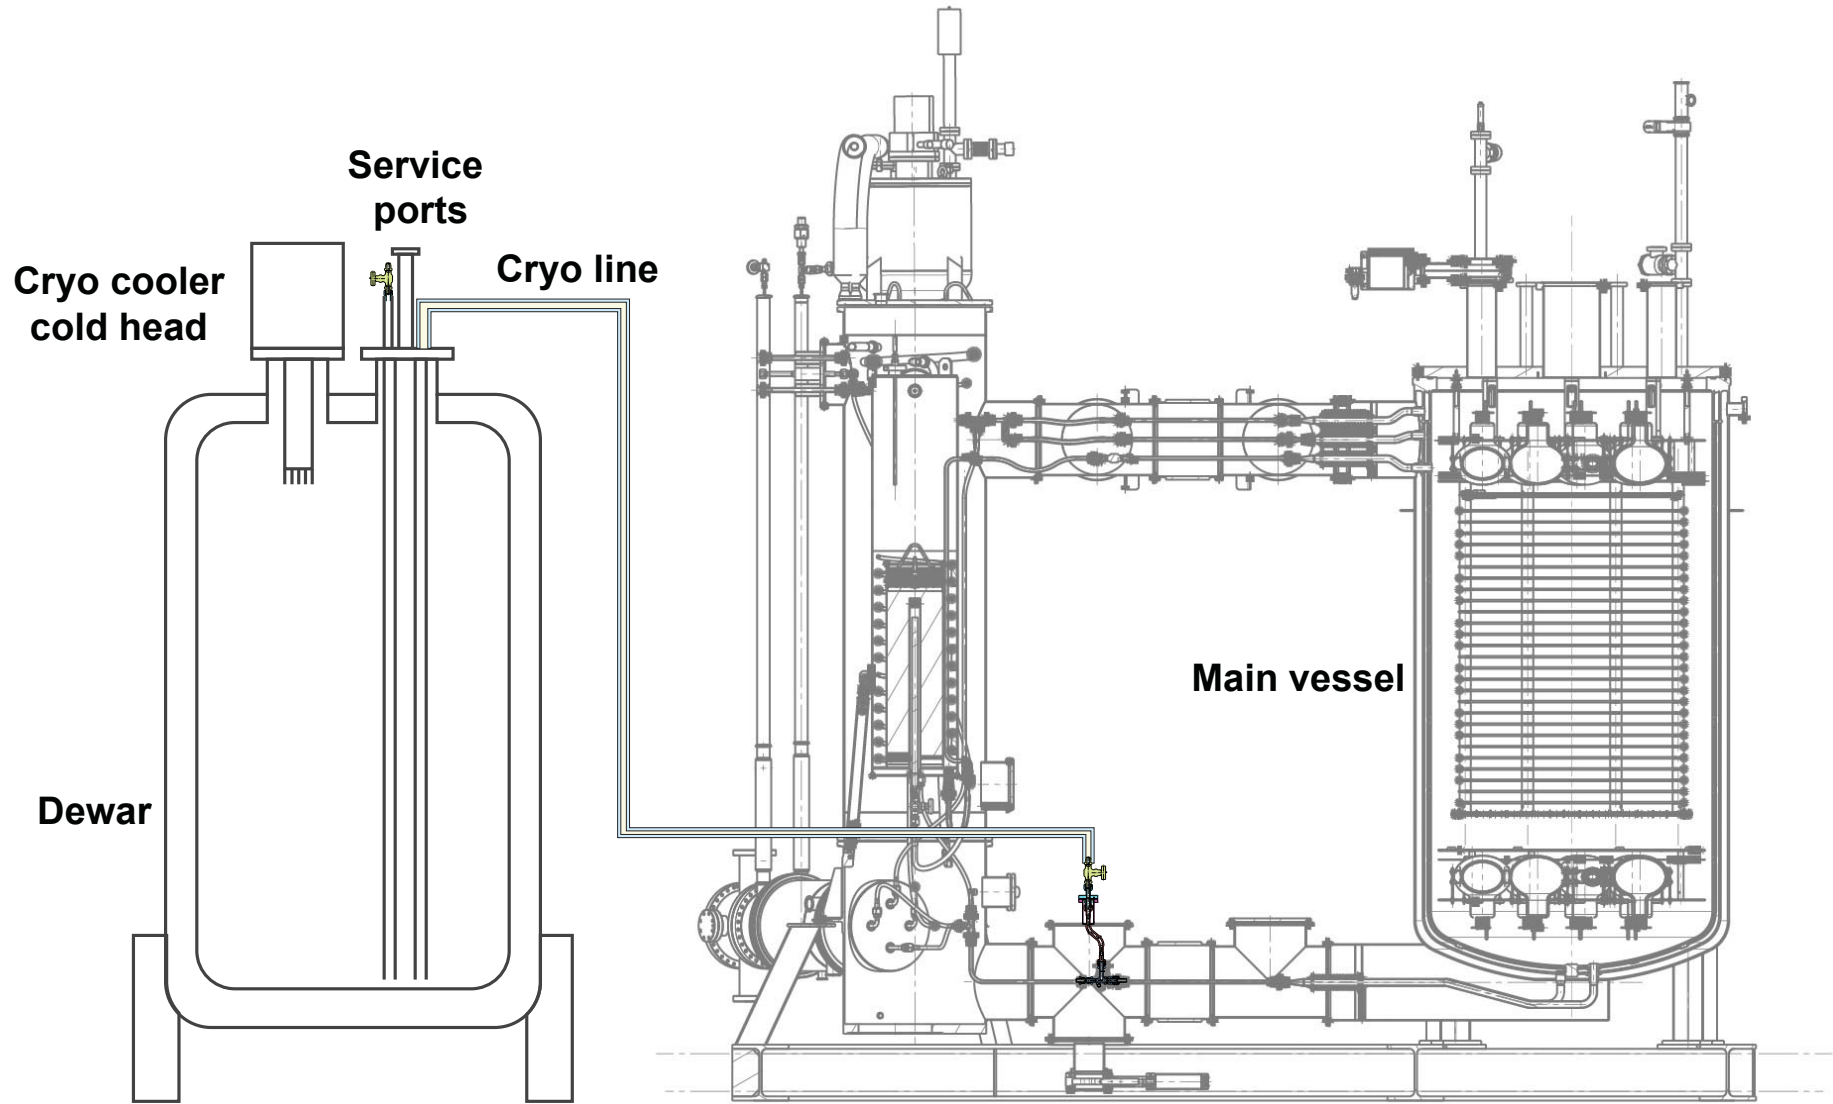 Service
ports
Cryo cooler
cold head
Cryo line
Main vessel
Dewar